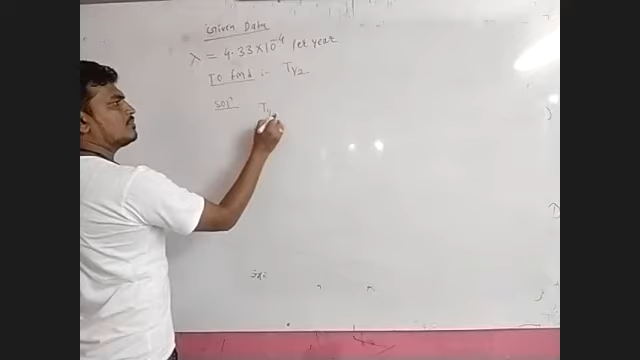 Given Data
λ = 4.33×10⁻⁴ per year
To find :- T1/2
Solⁿ T1/2